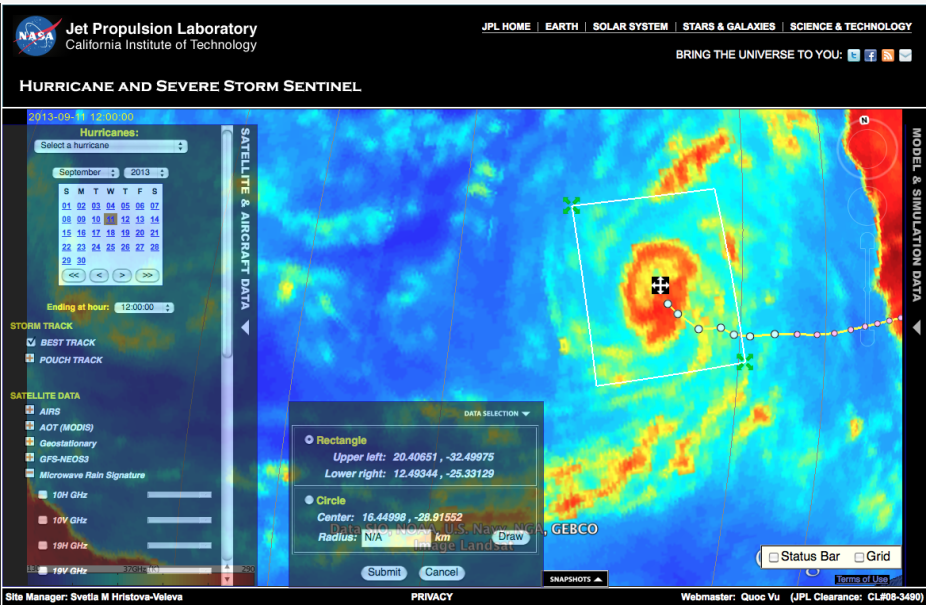 NASA
Jet Propulsion Laboratory
California Institute of Technology
JPL HOME | EARTH | SOLAR SYSTEM | STARS & GALAXIES | SCIENCE & TECHNOLOGY
BRING THE UNIVERSE TO YOU:
HURRICANE AND SEVERE STORM SENTINEL
2013-09-11 12:00:00
Hurricanes:
Select a hurricane
September 2013
S M T W T F S
01 02 03 04 05 06 07
08 09 10 11 12 13 14
15 16 17 18 19 20 21
22 23 24 25 26 27 28
29 30
<< < > >>
Ending at hour: 12:00:00
STORM TRACK
BEST TRACK
POUCH TRACK
SATELLITE DATA
AIRS
AOT (MODIS)
Geostationary
GFS-NEOS3
Microwave Rain Signature
10H GHz
10V GHz
19H GHz
19V GHz
290
SATELLITE & AIRCRAFT DATA
N
MODEL & SIMULATION DATA
DATA SELECTION
Rectangle
Upper left: 20.40651 , -32.49975
Lower right: 12.49344 , -25.33129
Circle
Center: 16.44998 , -28.91552
Data SIO, NOAA, U.S. Navy, NGA, GEBCO
Radius: N/A km Draw
Image Landsat
Submit Cancel
SNAPSHOTS
Status Bar Grid
Terms of Use
Site Manager: Svetla M Hristova-Veleva
PRIVACY
Webmaster: Quoc Vu (JPL Clearance: CL#08-3490)